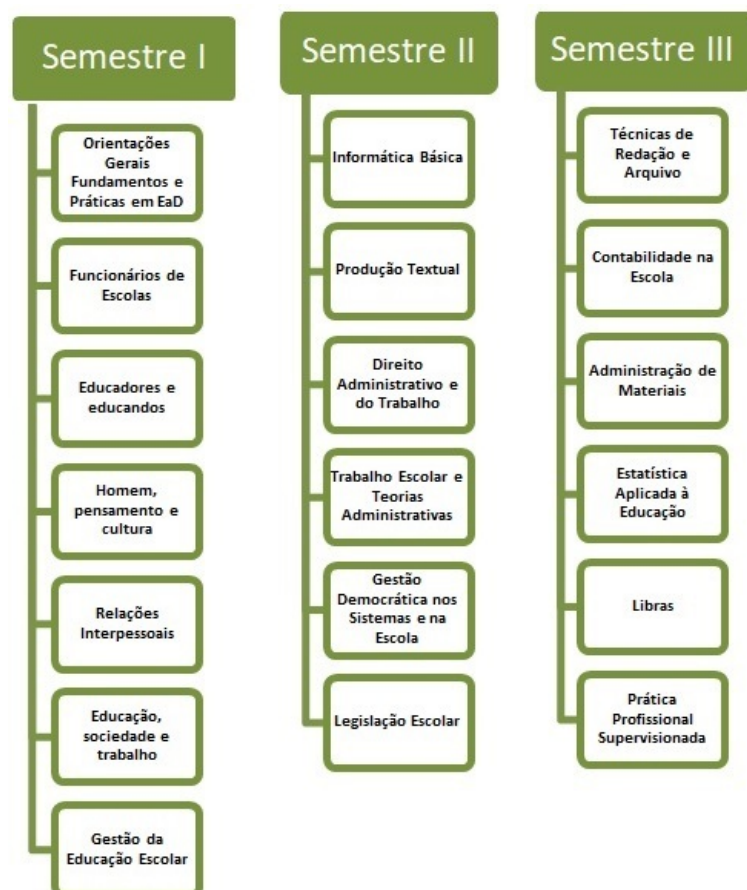 Semestre I
Orientações
Gerais
Fundamentos e
Práticas em EaD
Funcionários de
Escolas
Educadores e
educandos
Homem,
pensamento e
cultura
Relações
Interpessoais
Educação,
sociedade e
trabalho
Gestão da
Educação Escolar
Semestre II
Informática Básica
Produção Textual
Direito
Administrativo e
do Trabalho
Trabalho Escolar e
Teorias
Administrativas
Gestão
Democrática nos
Sistemas e na
Escola
Legislação Escolar
Semestre III
Técnicas de
Redação e
Arquivo
Contabilidade na
Escola
Administração de
Materiais
Estatística
Aplicada à
Educação
Libras
Prática
Profissional
Supervisionada